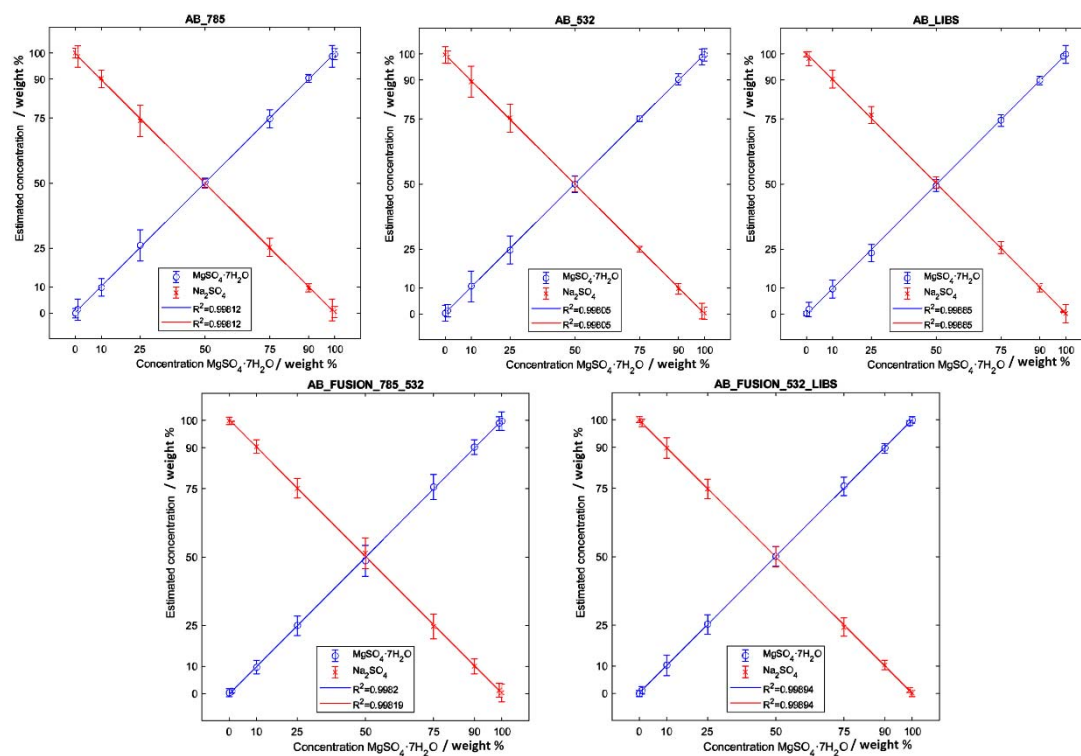 AB_785
Estimated concentration / weight %
100
90
75
50
25
10
0
MgSO₄·7H₂O
Na₂SO₄
R²=0.99812
R²=0.99812
0 10 25 50 75 90 100
Concentration MgSO₄·7H₂O / weight %
AB_532
Estimated concentration / weight %
100
90
75
50
25
10
0
MgSO₄·7H₂O
Na₂SO₄
R²=0.99805
R²=0.99805
0 10 25 50 75 90 100
Concentration MgSO₄·7H₂O / weight %
AB_LIBS
Estimated concentration / weight %
100
90
75
50
25
10
0
MgSO₄·7H₂O
Na₂SO₄
R²=0.99885
R²=0.99885
0 10 25 50 75 90 100
Concentration MgSO₄·7H₂O / weight %
AB_FUSION_785_532
Estimated concentration / weight %
100
90
75
50
25
10
0
MgSO₄·7H₂O
Na₂SO₄
R²=0.9982
R²=0.99819
0 10 25 50 75 90 100
Concentration MgSO₄·7H₂O / weight %
AB_FUSION_532_LIBS
Estimated concentration / weight %
100
90
75
50
25
10
0
MgSO₄·7H₂O
Na₂SO₄
R²=0.99894
R²=0.99894
0 10 25 50 75 90 100
Concentration MgSO₄·7H₂O / weight %